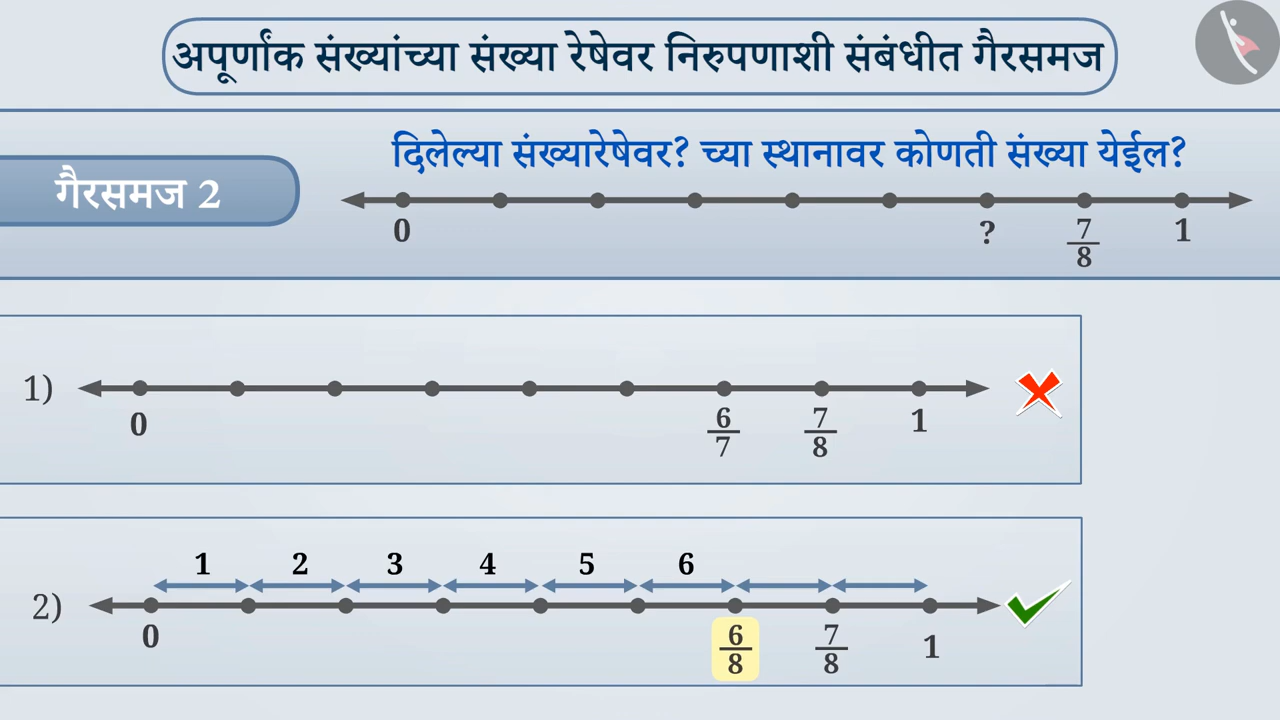 अपूर्णांक संख्यांच्या संख्या रेषेवर निरुपणाशी संबंधीत गैरसमज
गैरसमज 2
दिलेल्या संख्यारेषेवर? च्या स्थानावर कोणती संख्या येईल?
0 ? 7/8 1
1)
0 6/7 7/8 1
2)
1 2 3 4 5 6
0 6/8 7/8 1